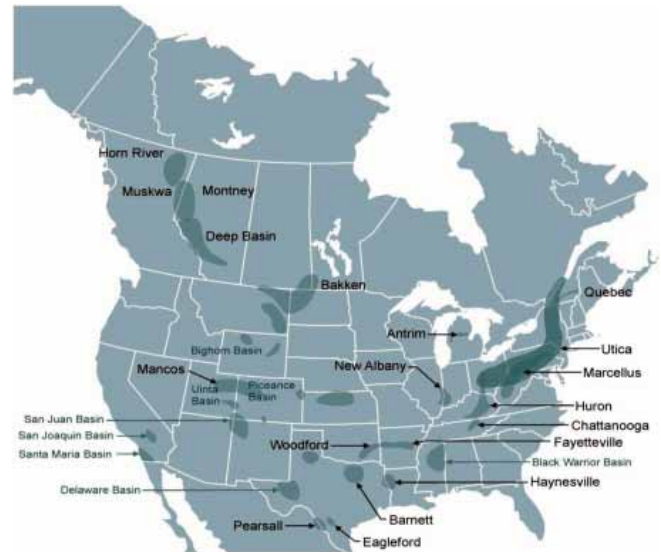 Horn River
Muskwa
Montney
Deep Basin
Bakken
Quebec
Antrim
Utica
Bighorn Basin
New Albany
Marcellus
Mancos
Uinta
Basin
Piceance
Basin
Huron
San Juan Basin
Chattanooga
San Joaquin Basin
Woodford
Fayetteville
Santa Maria Basin
Black Warrior Basin
Haynesville
Delaware Basin
Barnett
Pearsall
Eagleford